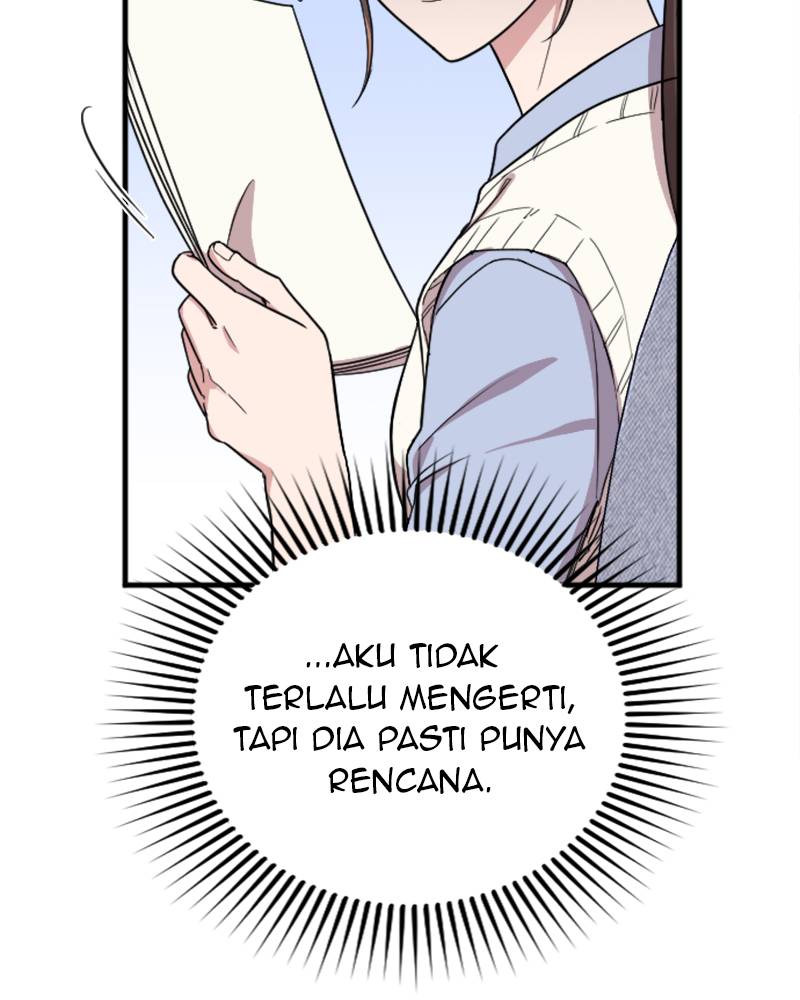 ...AKU TIDAK
TERLALU MENGERTI,
TAPI DIA PASTI PUNYA
RENCANA.